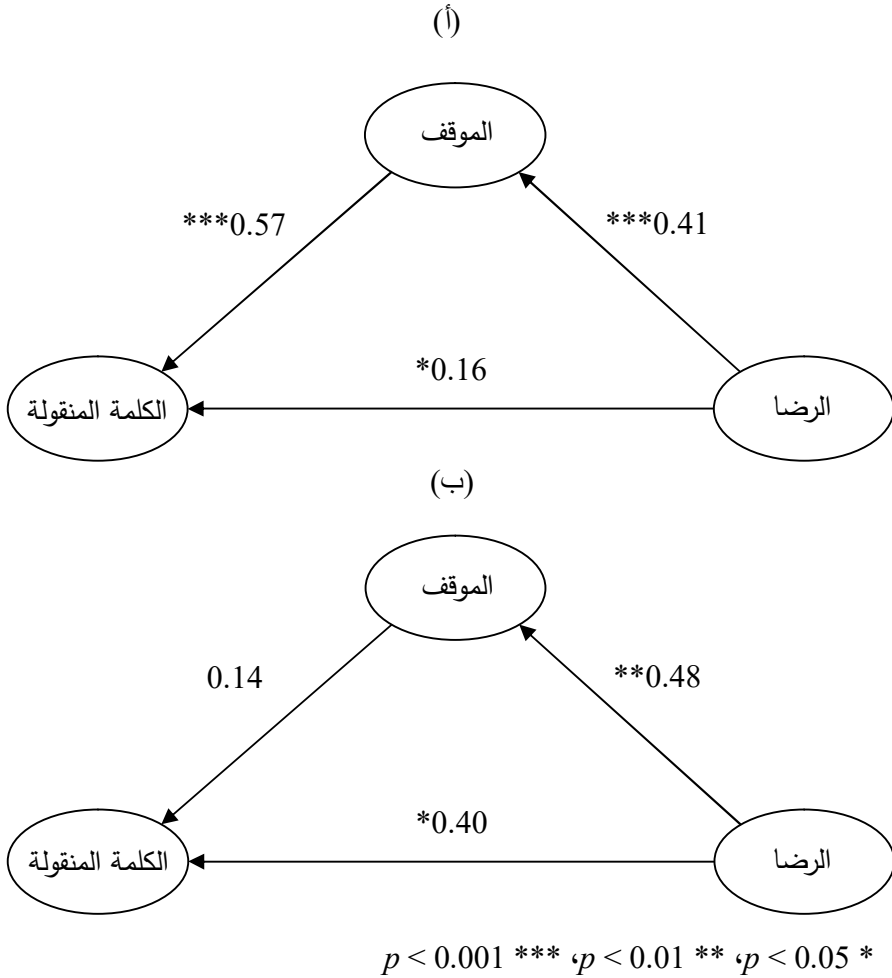 (أ)
الموقف
***0.57
***0.41
*0.16
الكلمة المنقولة
الرضا
(ب)
الموقف
0.14
**0.48
*0.40
الكلمة المنقولة
الرضا
* p < 0.05، ** p < 0.01، *** p < 0.001